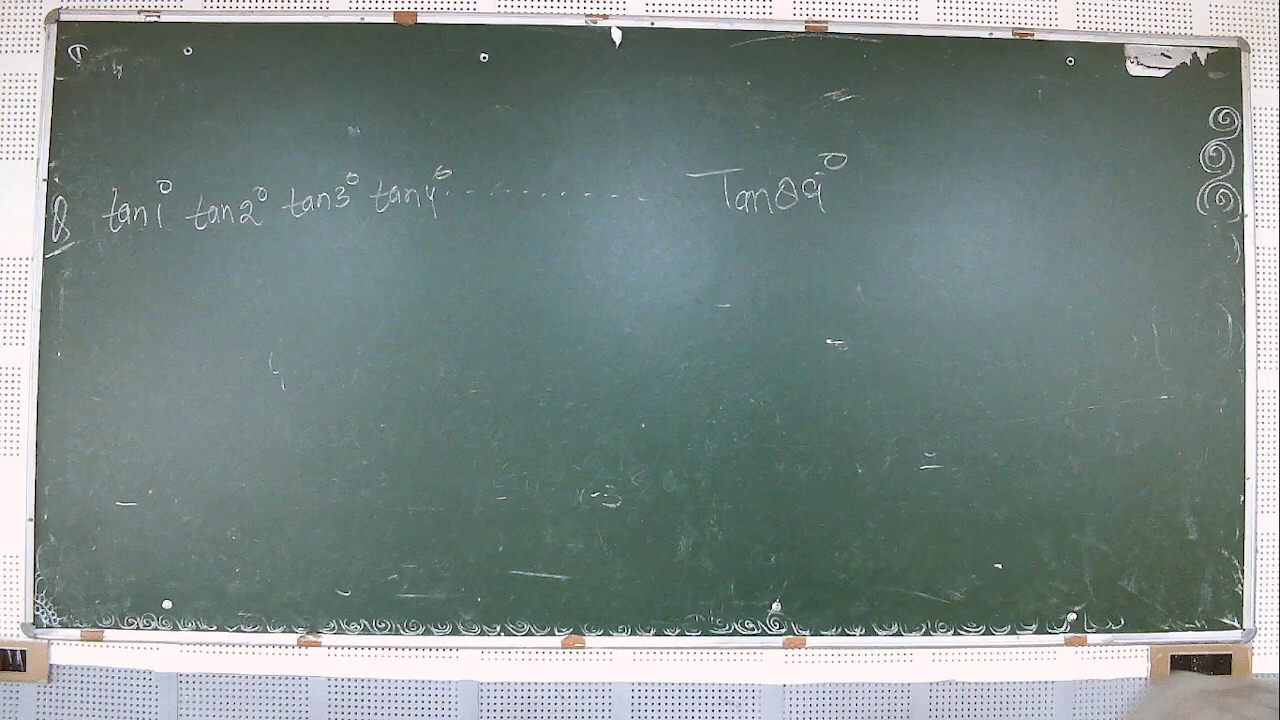 Q tan1° tan2° tan3° tan4° ............ Tan89°